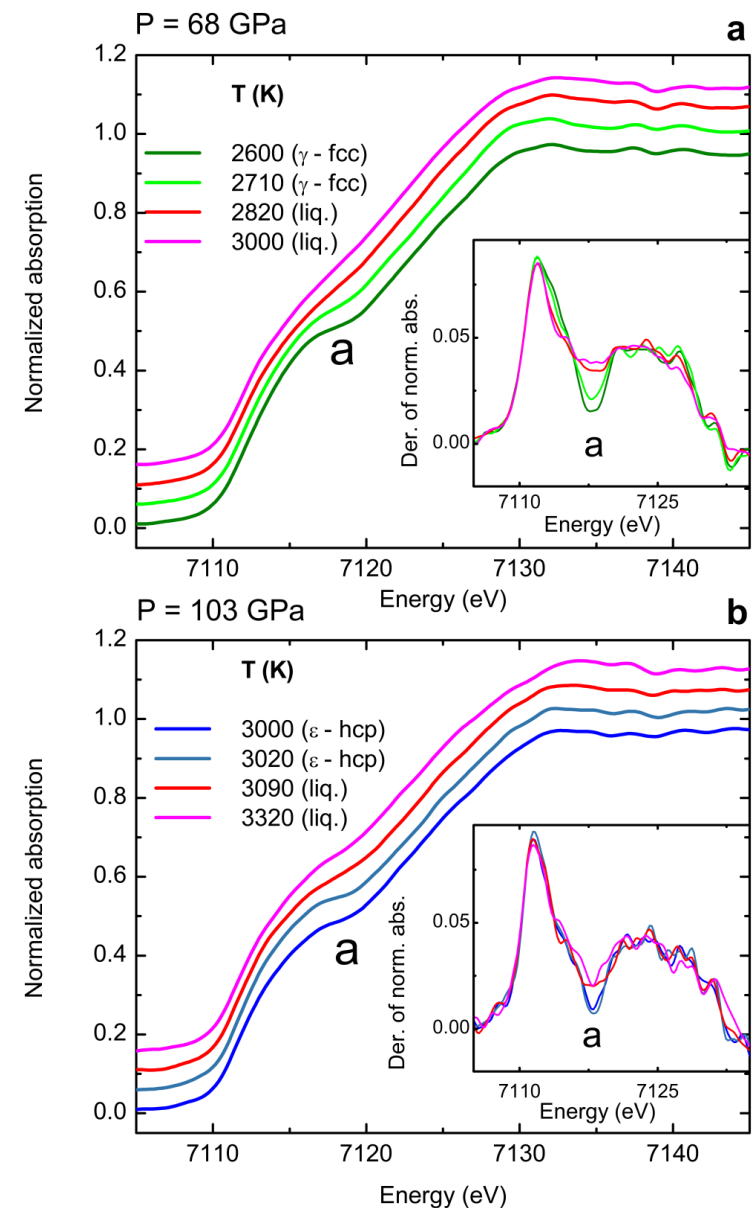 P = 68 GPa
a
1.2
1.0
0.8
0.6
0.4
0.2
0.0
Normalized absorption
T (K)
2600 (γ - fcc)
2710 (γ - fcc)
2820 (liq.)
3000 (liq.)
a
0.05
0.00
Der. of norm. abs.
a
7110
7125
Energy (eV)
7110
7120
7130
7140
Energy (eV)
P = 103 GPa
b
1.2
1.0
0.8
0.6
0.4
0.2
0.0
Normalized absorption
T (K)
3000 (ε - hcp)
3020 (ε - hcp)
3090 (liq.)
3320 (liq.)
a
0.05
0.00
Der. of norm. abs.
a
7110
7125
Energy (eV)
7110
7120
7130
7140
Energy (eV)